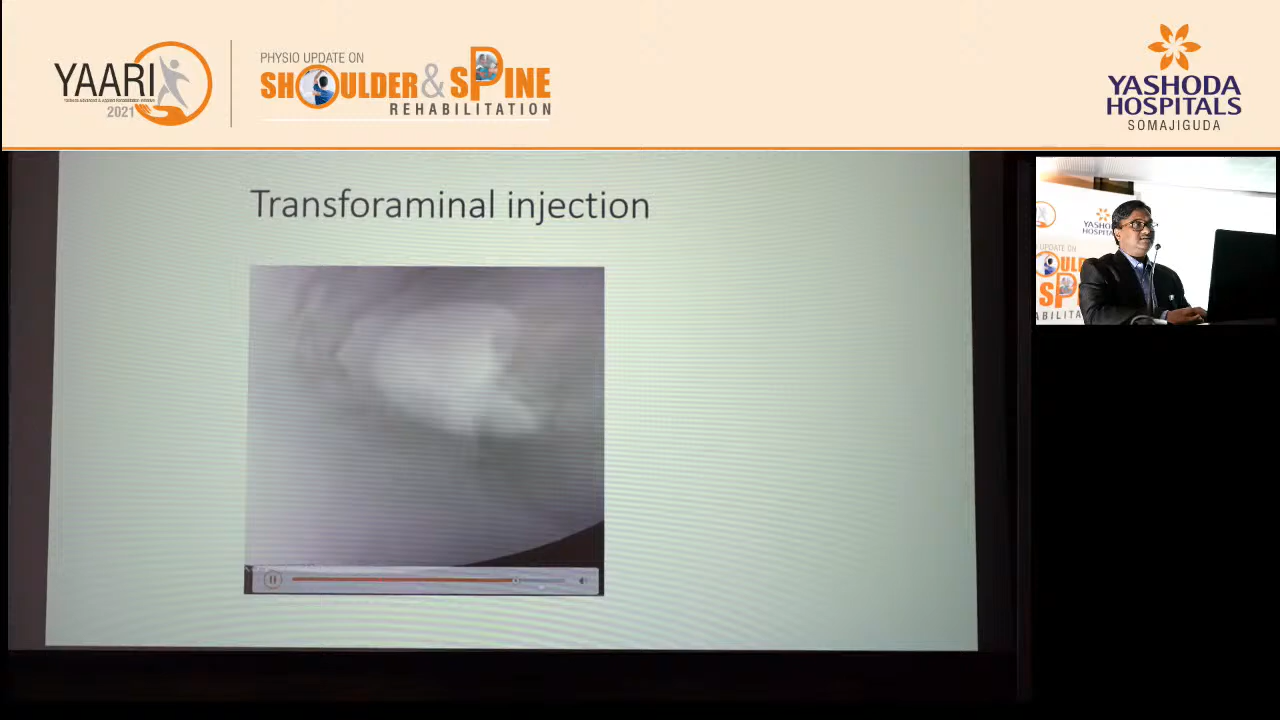 YAARI
2021
PHYSIO UPDATE ON
SHOULDER & SPINE
REHABILITATION
YASHODA
HOSPITALS
SOMAJIGUDA
Transforaminal injection